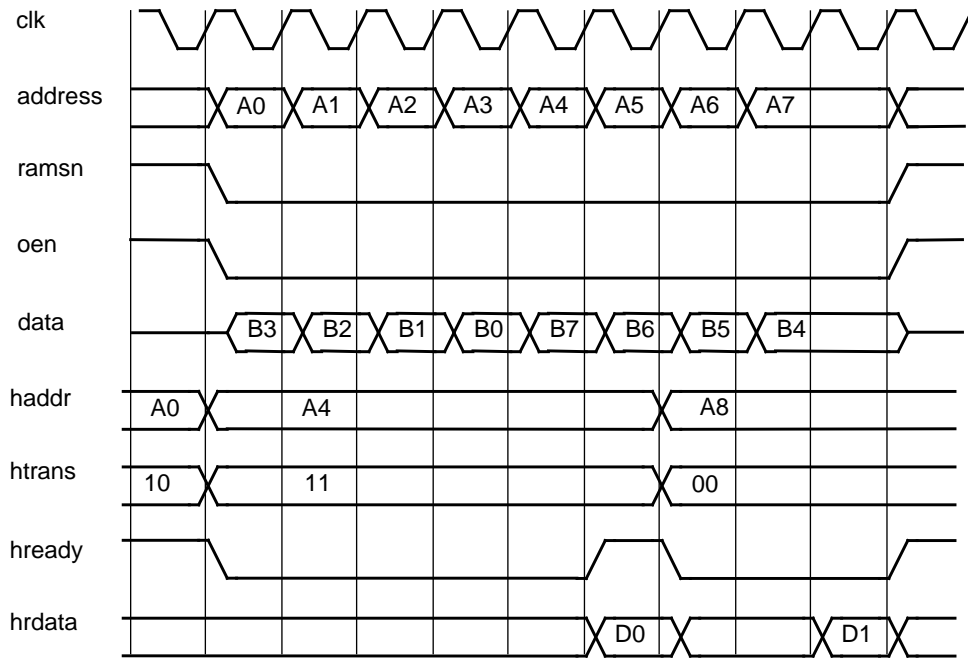 clk
address A0 A1 A2 A3 A4 A5 A6 A7
ramsn
oen
data B3 B2 B1 B0 B7 B6 B5 B4
haddr A0 A4 A8
htrans 10 11 00
hready
hrdata D0 D1